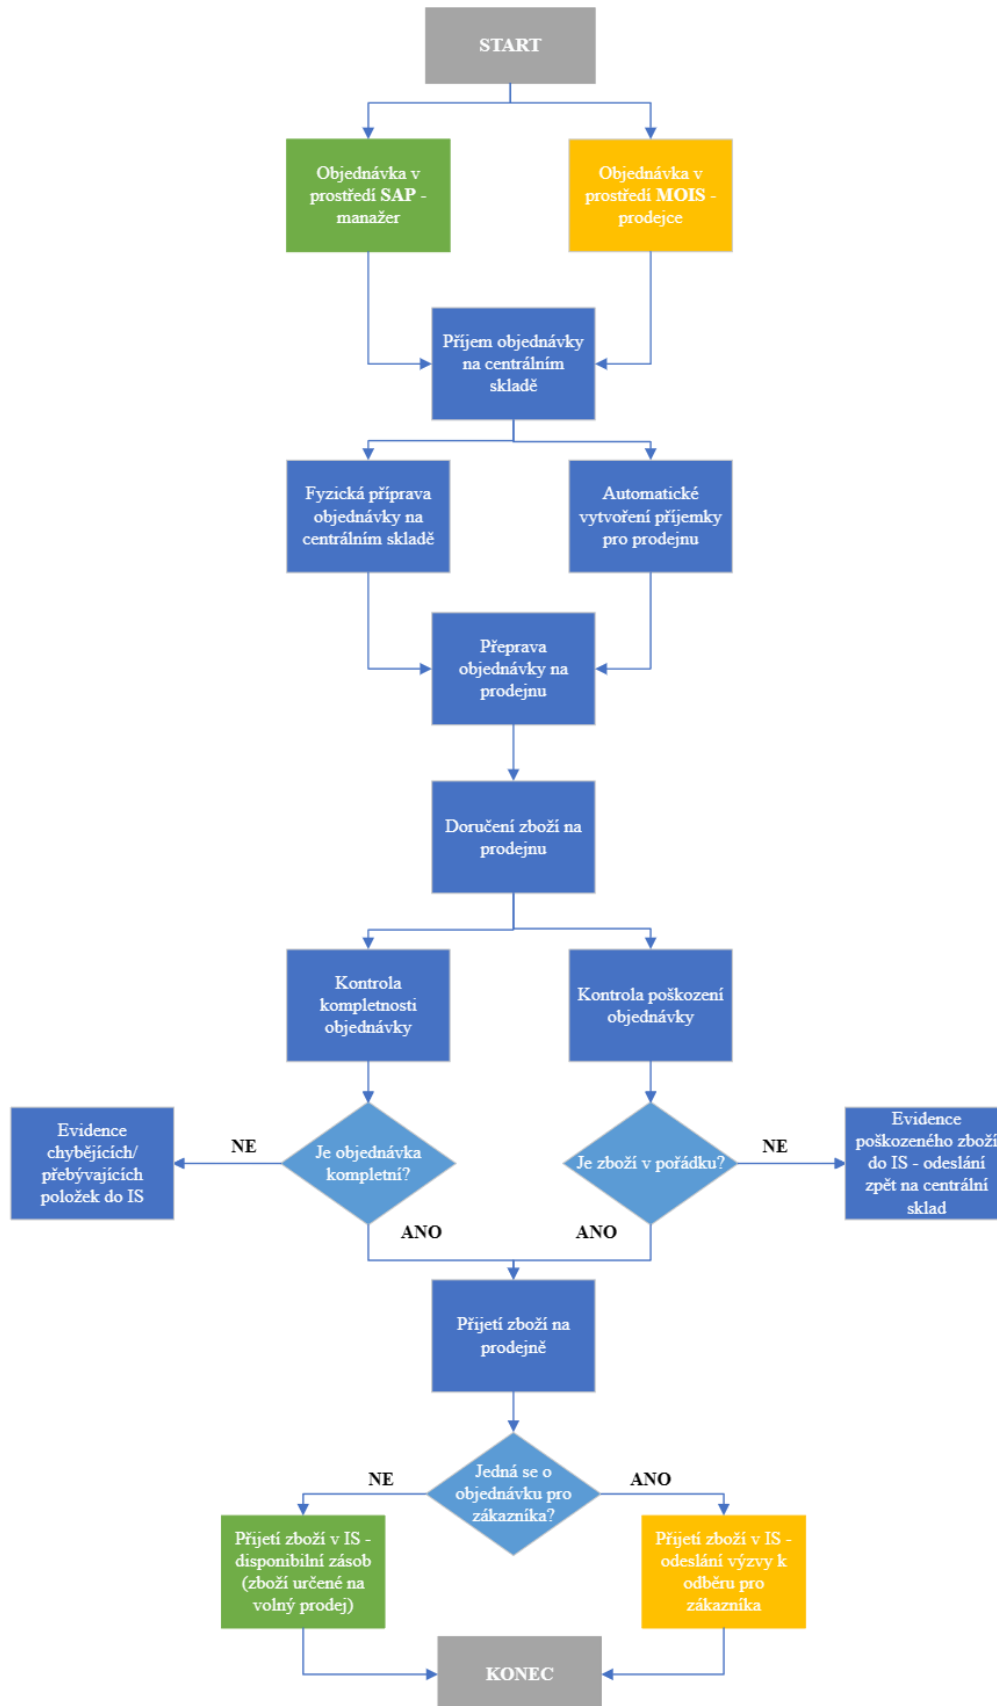 START
Objednávka v
prostředí SAP -
manažer
Objednávka v
prostředí MOIS -
prodejce
Příjem objednávky
na centrálním
skladě
Fyzická příprava
objednávky na
centrálním skladě
Automatické
vytvoření příjemky
pro prodejnu
Přeprava
objednávky na
prodejnu
Doručení zboží na
prodejnu
Kontrola
kompletnosti
objednávky
Kontrola poškození
objednávky
Evidence
chybějících/
přebývajících
položek do IS
NE
Je objednávka
kompletní?
Je zboží v pořádku?
NE
Evidence
poškozeného zboží
do IS - odeslání
zpět na centrální
sklad
ANO
ANO
Přijetí zboží na
prodejně
NE
Jedná se o
objednávku pro
zákazníka?
ANO
Přijetí zboží v IS -
disponibilní zásob
(zboží určené na
volný prodej)
Přijetí zboží v IS -
odeslání výzvy k
odběru pro
zákazníka
KONEC